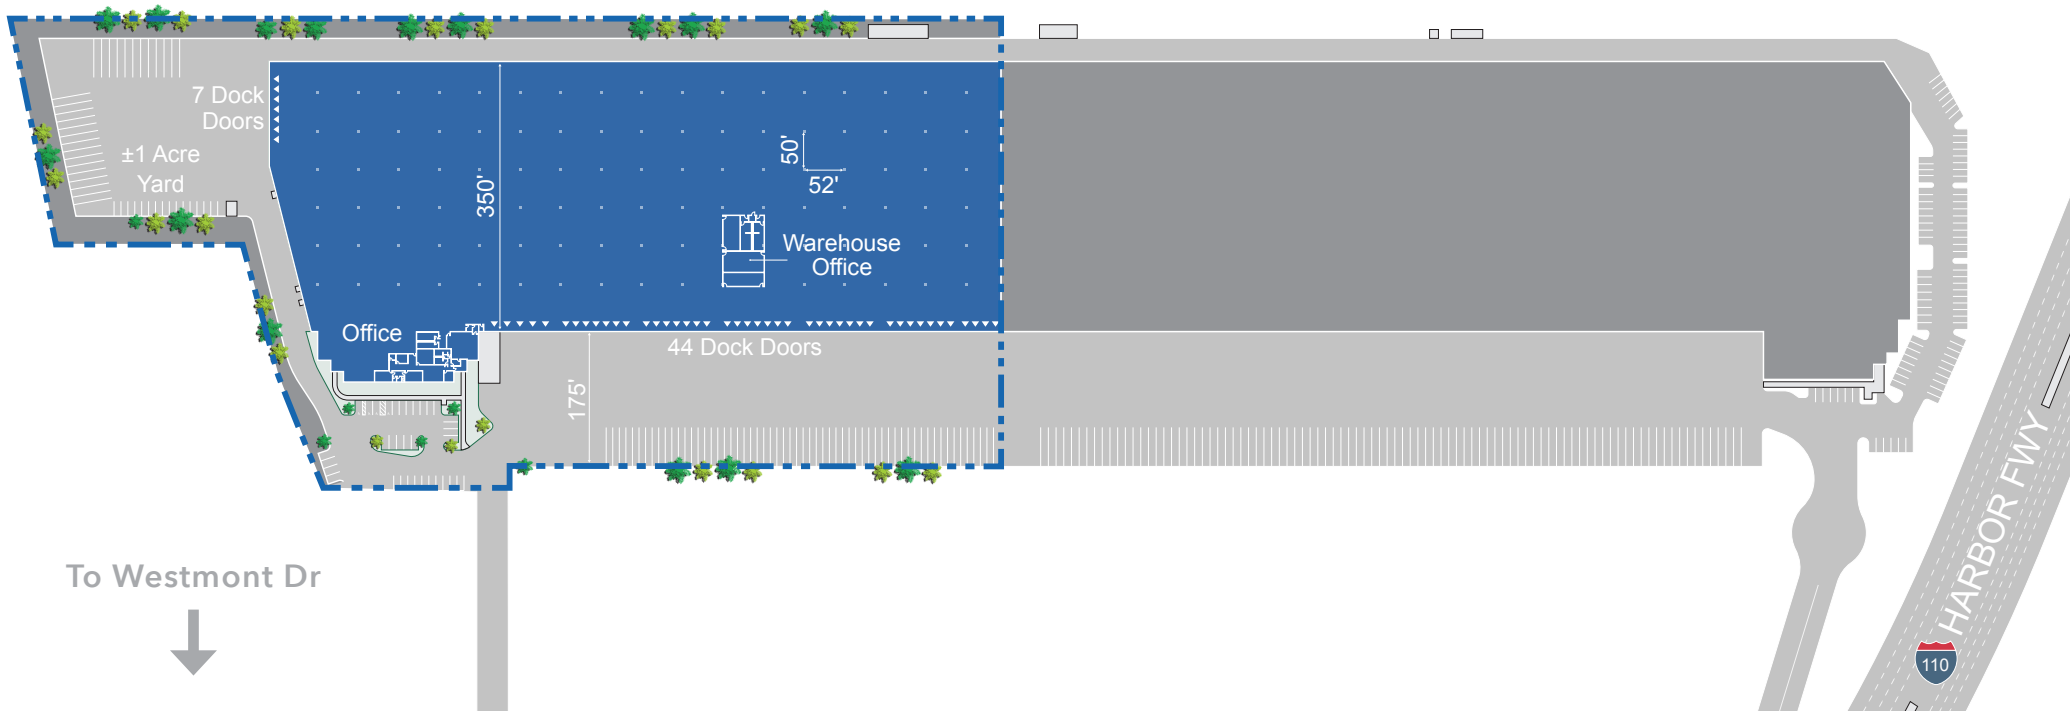 7 Dock
Doors
±1 Acre
Yard
350'
50'
52'
Warehouse
Office
Office
44 Dock Doors
175'
To Westmont Dr
HARBOR FWY
110